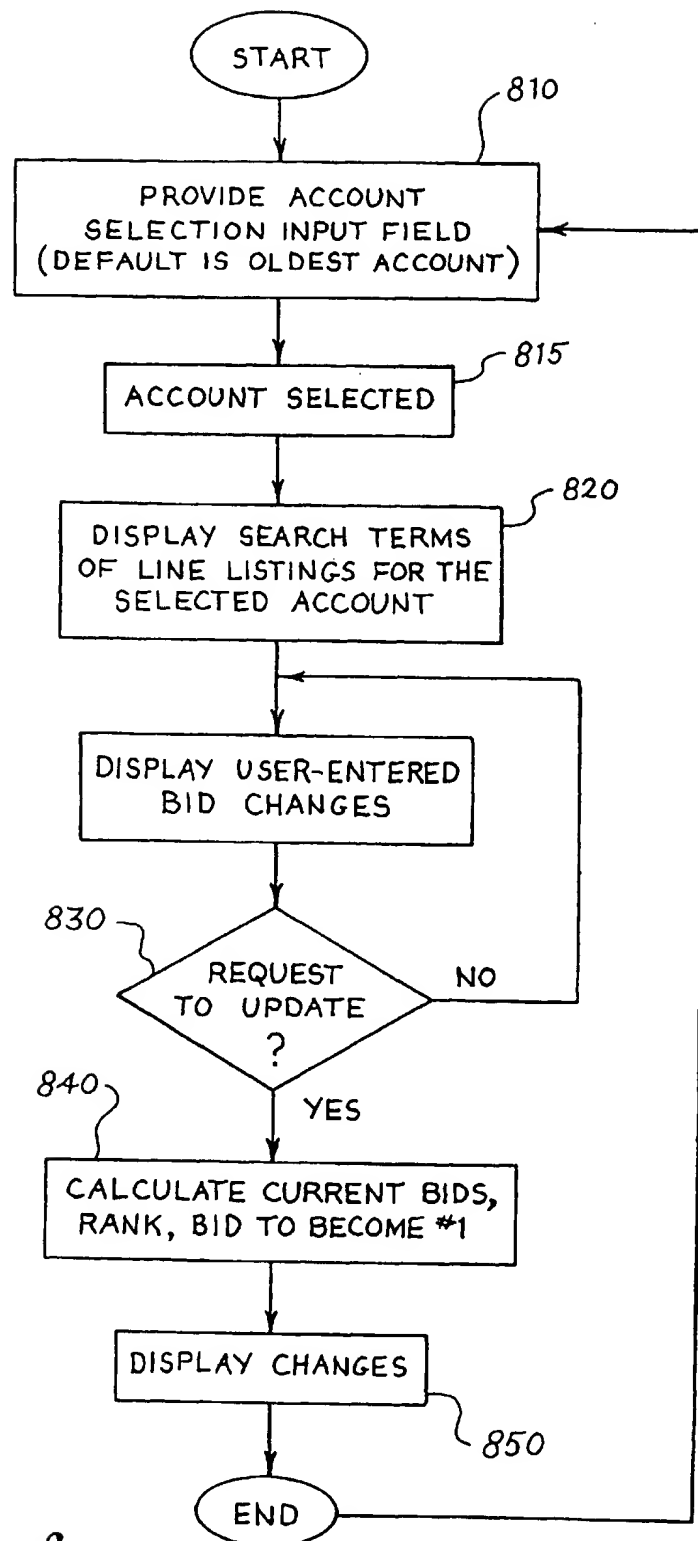 START
810
PROVIDE ACCOUNT
SELECTION INPUT FIELD
(DEFAULT IS OLDEST ACCOUNT)
815
ACCOUNT SELECTED
820
DISPLAY SEARCH TERMS
OF LINE LISTINGS FOR THE
SELECTED ACCOUNT
DISPLAY USER-ENTERED
BID CHANGES
830
REQUEST
TO UPDATE
?
NO
YES
840
CALCULATE CURRENT BIDS,
RANK, BID TO BECOME #1
DISPLAY CHANGES
850
END